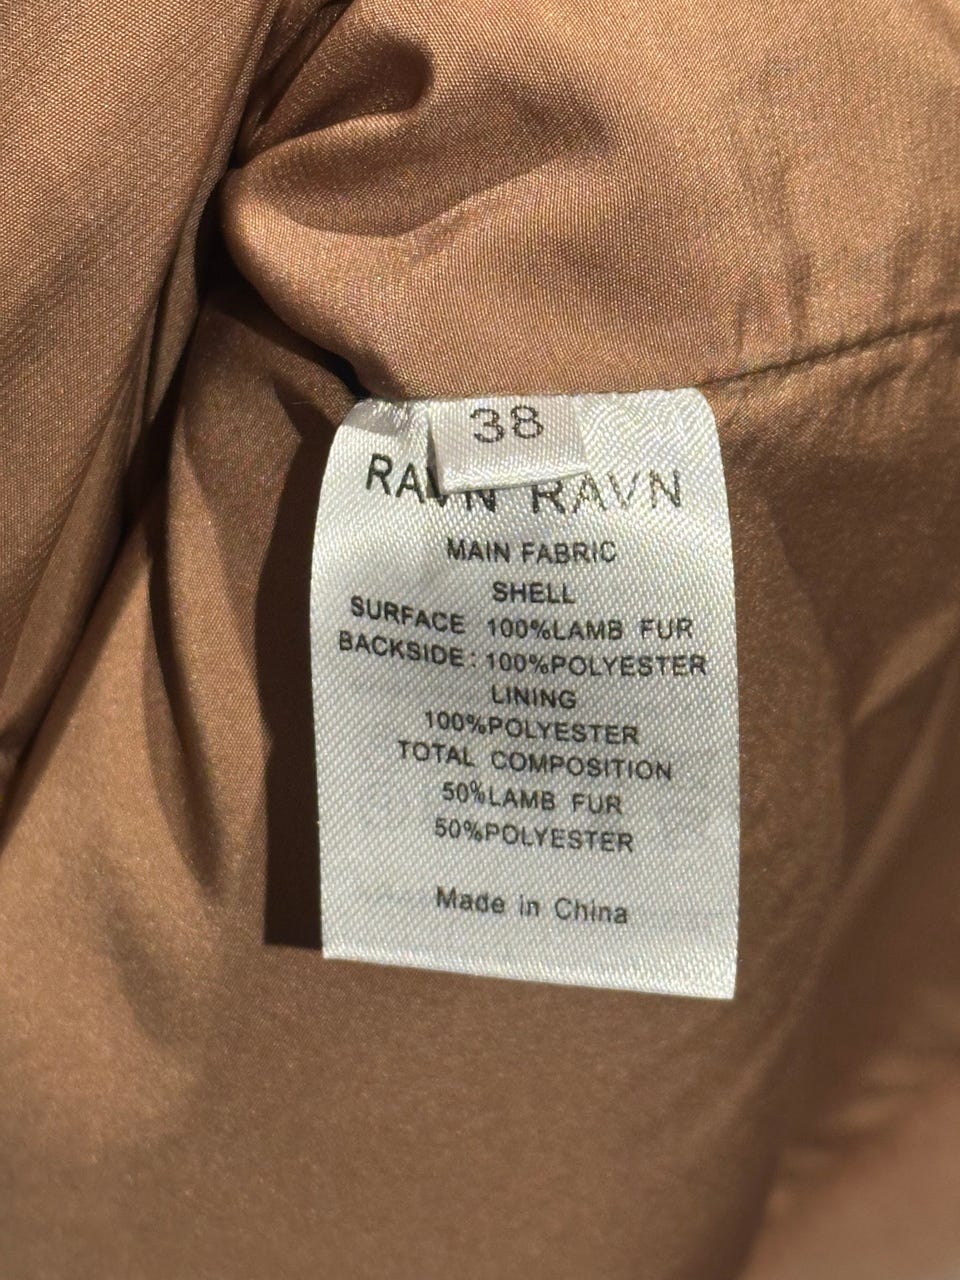 38
RAVN RAVN
MAIN FABRIC
SHELL
SURFACE 100%LAMB FUR
BACKSIDE: 100%POLYESTER
LINING
100%POLYESTER
TOTAL COMPOSITION
50%LAMB FUR
50%POLYESTER
Made in China